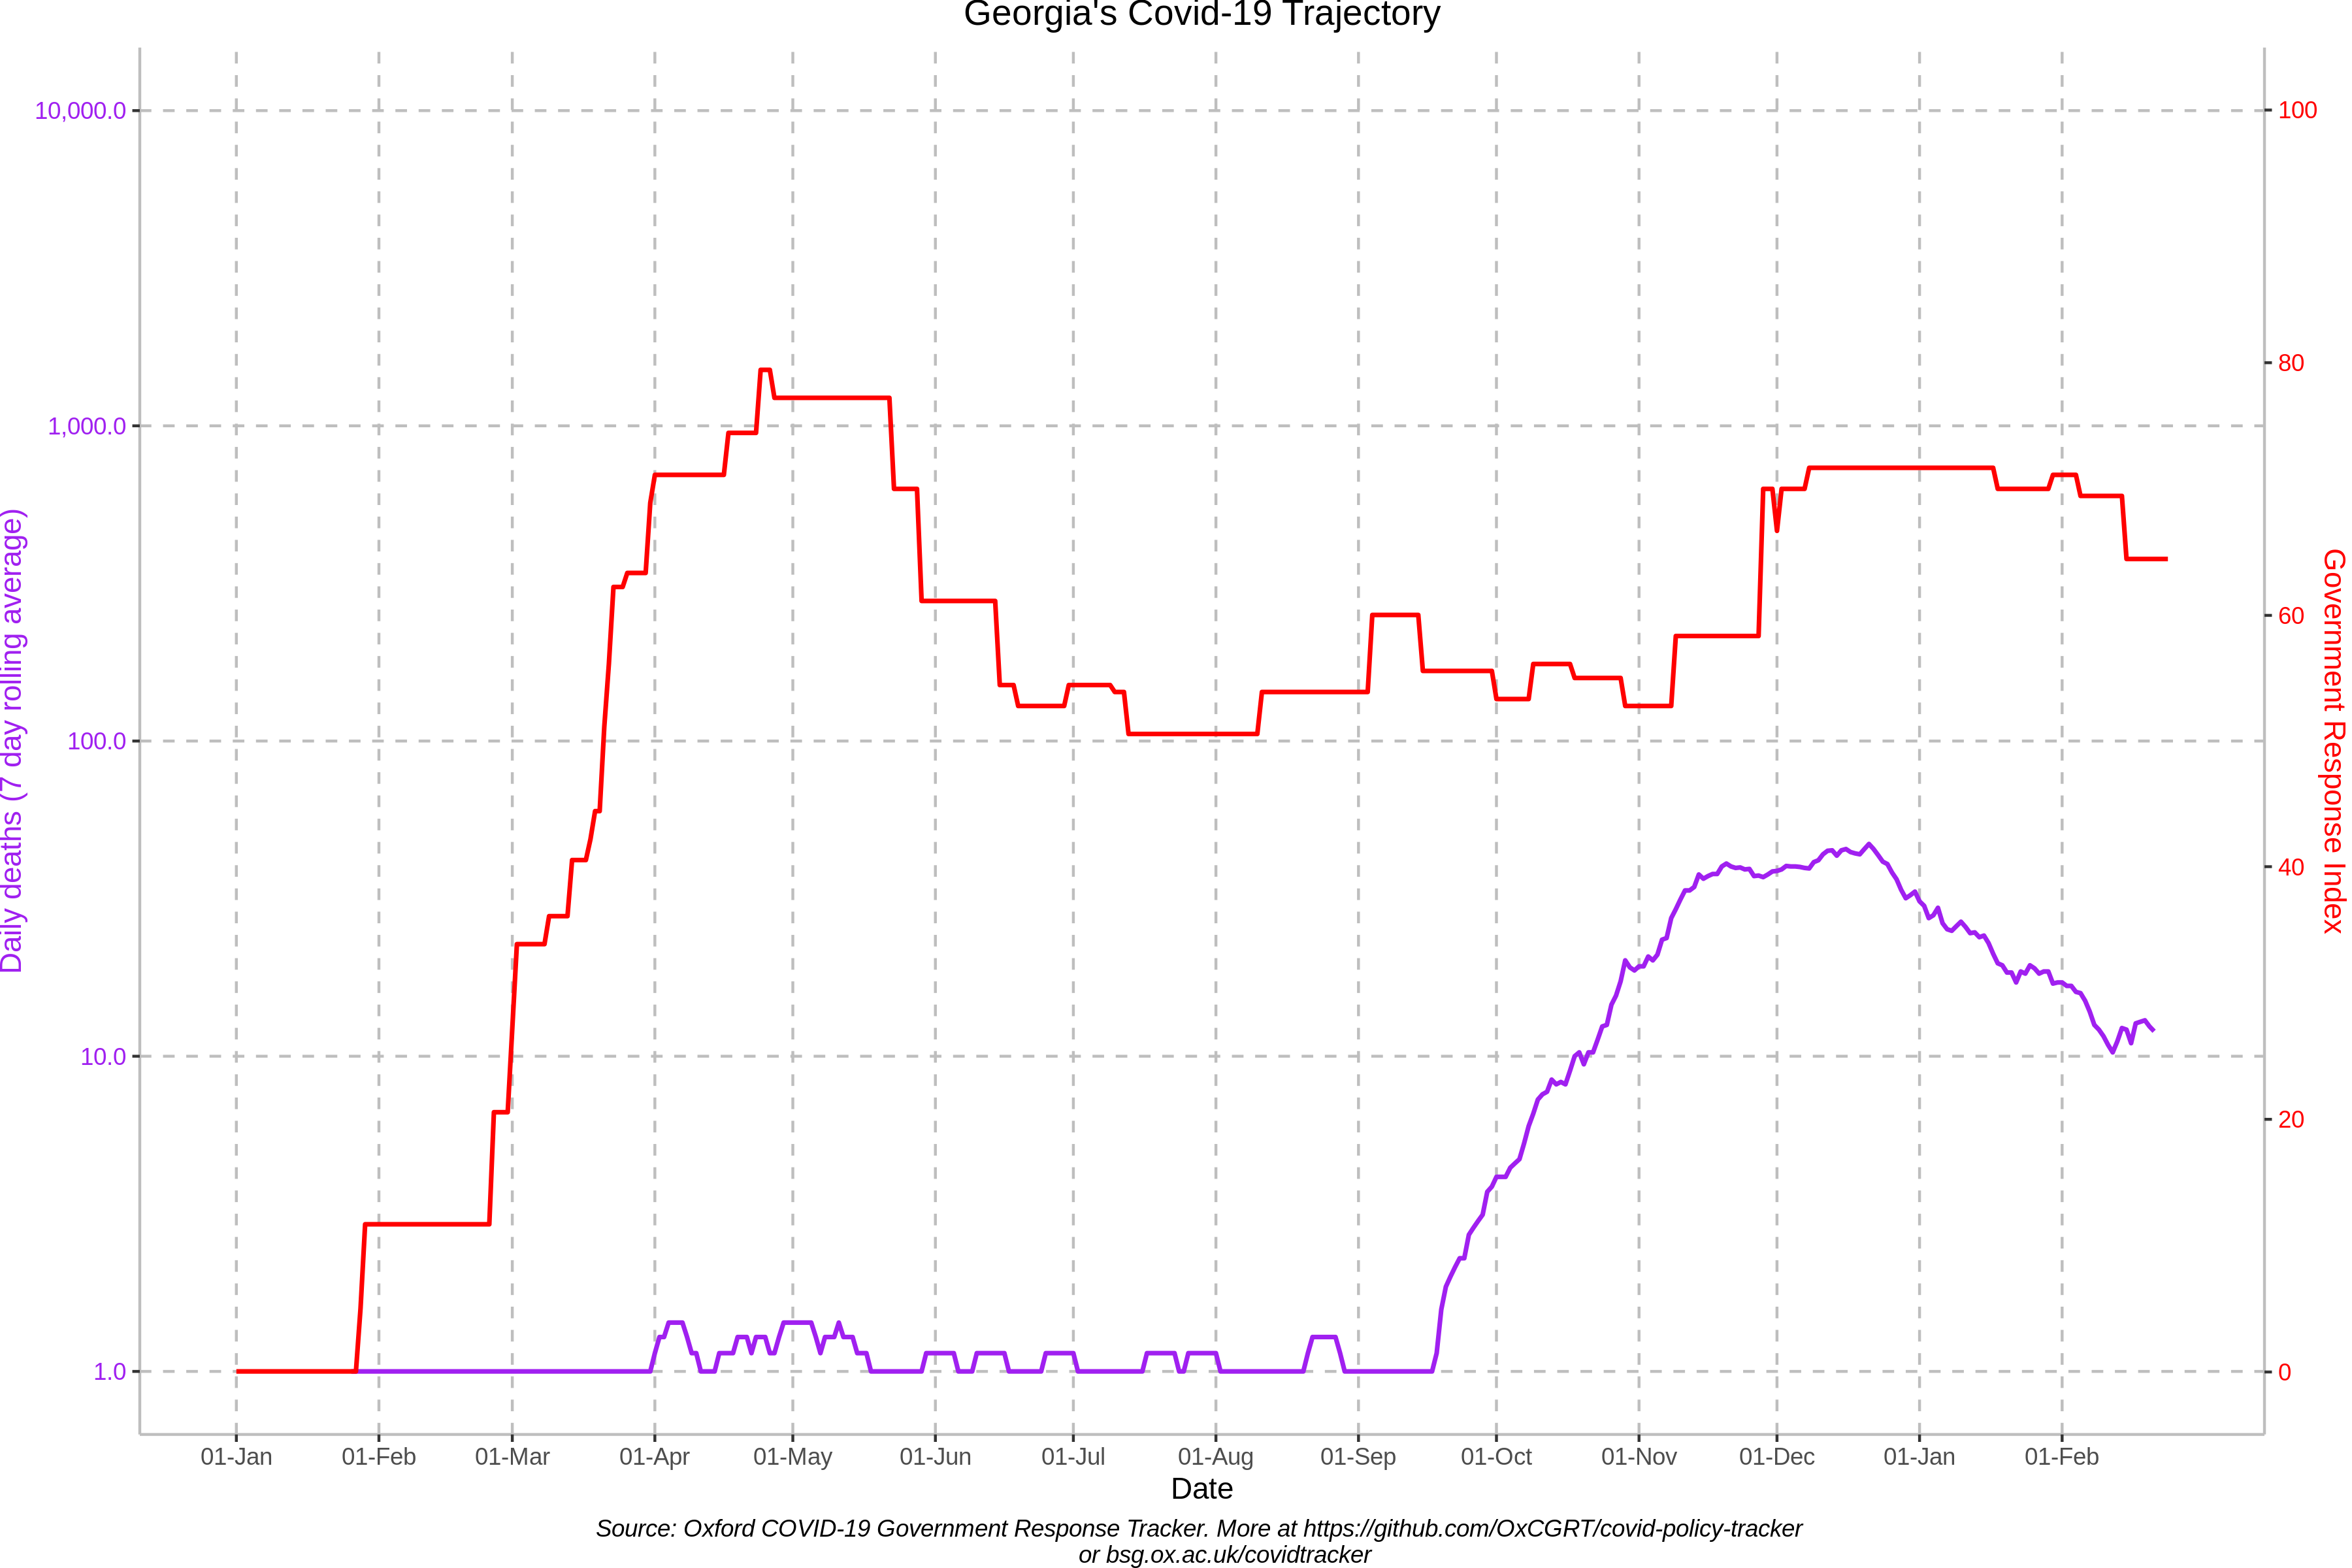 Georgia's Covid-19 Trajectory
Daily deaths (7 day rolling average)
10,000.0
1,000.0
100.0
10.0
1.0
100
80
60
40
20
0
Government Response Index
01-Jan 01-Feb 01-Mar 01-Apr 01-May 01-Jun 01-Jul 01-Aug 01-Sep 01-Oct 01-Nov 01-Dec 01-Jan 01-Feb
Date
Source: Oxford COVID-19 Government Response Tracker. More at https://github.com/OxCGRT/covid-policy-tracker
or bsg.ox.ac.uk/covidtracker